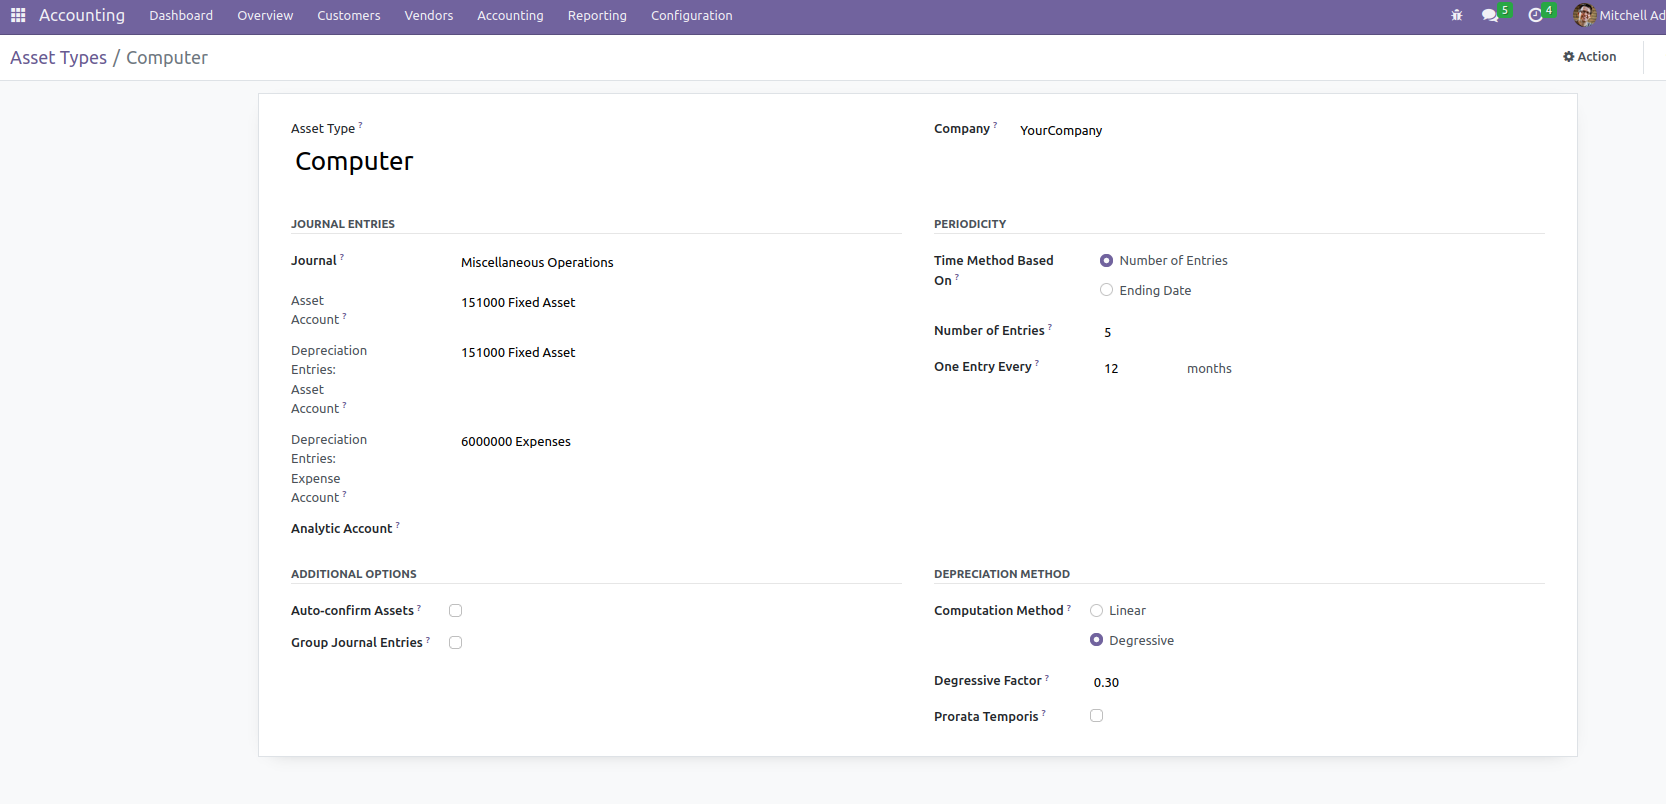 Accounting Dashboard Overview Customers Vendors Accounting Reporting Configuration 5 4 Mitchell Ad
Asset Types / Computer Action
Asset Type ?
Computer
Company ? YourCompany
JOURNAL ENTRIES
Journal ? Miscellaneous Operations
Asset
Account ? 151000 Fixed Asset
Depreciation
Entries:
Asset
Account ? 151000 Fixed Asset
Depreciation
Entries:
Expense
Account ? 6000000 Expenses
Analytic Account ?
PERIODICITY
Time Method Based
On ?
Number of Entries
Ending Date
Number of Entries ? 5
One Entry Every ? 12 months
ADDITIONAL OPTIONS
Auto-confirm Assets ?
Group Journal Entries ?
DEPRECIATION METHOD
Computation Method ? Linear
Degressive
Degressive Factor ? 0.30
Prorata Temporis ?